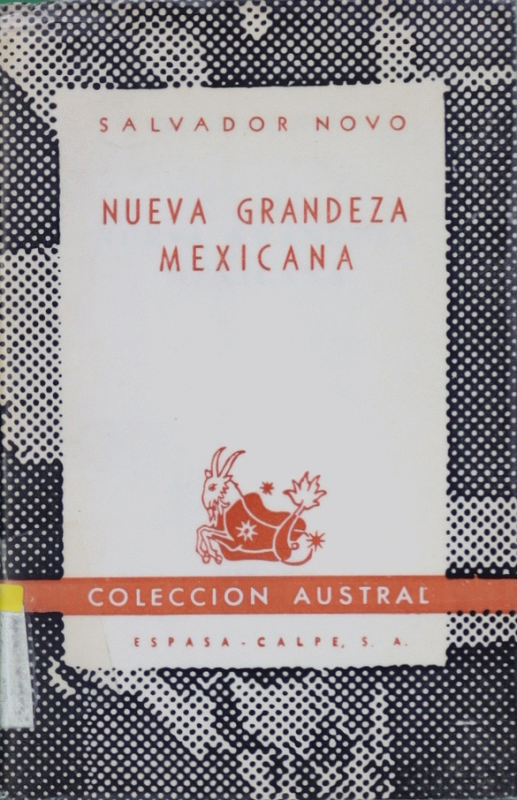 SALVADOR NOVO
NUEVA GRANDEZA
MEXICANA
COLECCION AUSTRAL
ESPASA-CALPE, S. A.